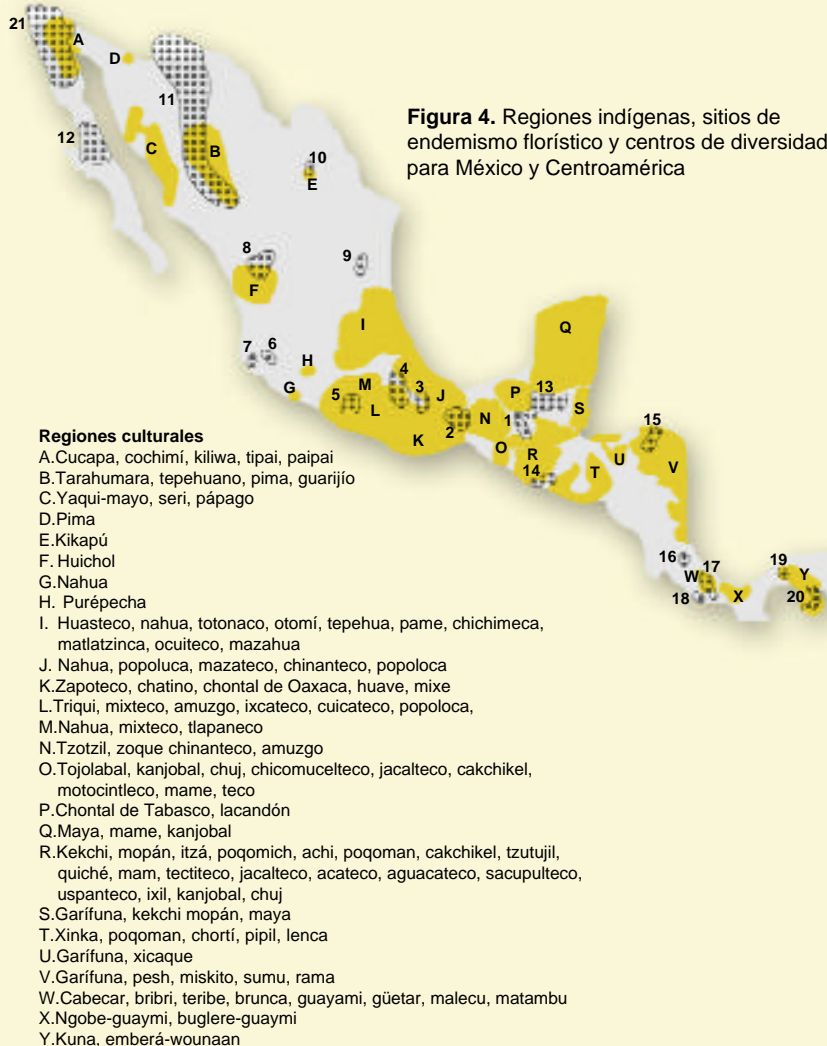 21
A
D
11
12
C
B
10
E
Figura 4. Regiones indígenas, sitios de
endemismo florístico y centros de diversidad
para México y Centroamérica
8
9
F
I
Q
7
6
H
4
M
3
P
13
G
5
J
1
S
L
2
N
15
K
O
R
U
V
14
T
16
17
19
W
Y
18
X
20
Regiones culturales
A.Cucapa, cochimí, kiliwa, tipai, paipai
B.Tarahumara, tepehuano, pima, guarijío
C.Yaqui-mayo, seri, pápago
D.Pima
E.Kikapú
F. Huichol
G.Nahua
H. Purépecha
I. Huasteco, nahua, totonaco, otomí, tepehua, pame, chichimeca,
matlatzinca, ocuiteco, mazahua
J. Nahua, popoluca, mazateco, chinanteco, popoloca
K.Zapoteco, chatino, chontal de Oaxaca, huave, mixe
L.Triqui, mixteco, amuzgo, ixcateco, cuicateco, popoloca,
M.Nahua, mixteco, tlapaneco
N.Tzotzil, zoque chinanteco, amuzgo
O.Tojolabal, kanjobal, chuj, chicomucelteco, jacalteco, cakchikel,
motocintleco, mame, teco
P.Chontal de Tabasco, lacandón
Q.Maya, mame, kanjobal
R.Kekchi, mopán, itzá, poqomich, achi, poqoman, cakchikel, tzutujil,
quiché, mam, tectiteco, jacalteco, acateco, aguacateco, sacupulteco,
uspanteco, ixil, kanjobal, chuj
S.Garífuna, kekchi mopán, maya
T.Xinka, poqoman, chortí, pipil, lenca
U.Garífuna, xicaque
V.Garífuna, pesh, miskito, sumu, rama
W.Cabecar, bribri, teribe, brunca, guayami, güetar, malecu, matambu
X.Ngobe-guaymi, buglere-guaymi
Y.Kuna, emberá-wounaan